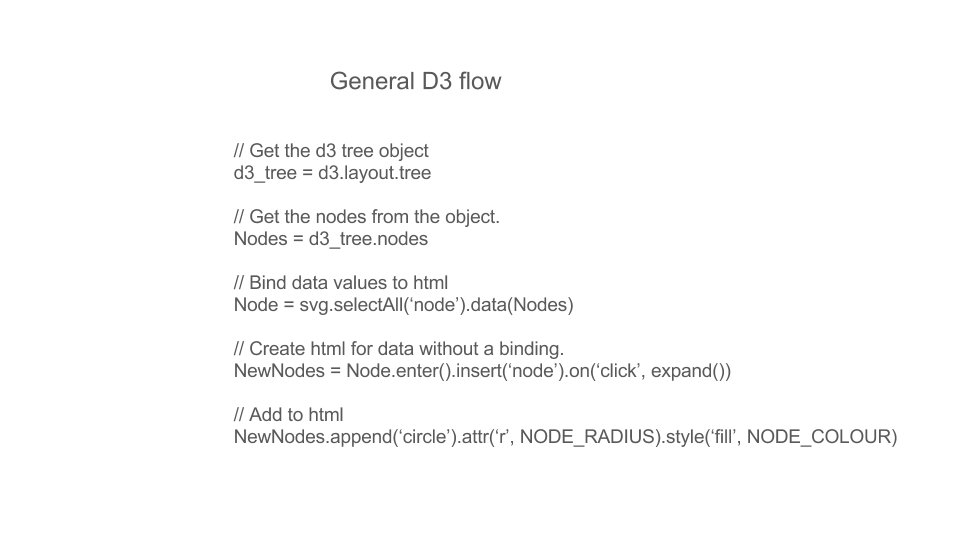 General D3 flow
// Get the d3 tree object
d3_tree = d3.layout.tree
// Get the nodes from the object.
Nodes = d3_tree.nodes
// Bind data values to html
Node = svg.selectAll(‘node’).data(Nodes)
// Create html for data without a binding.
NewNodes = Node.enter().insert(‘node’).on(‘click’, expand())
// Add to html
NewNodes.append(‘circle’).attr(‘r’, NODE_RADIUS).style(‘fill’, NODE_COLOUR)